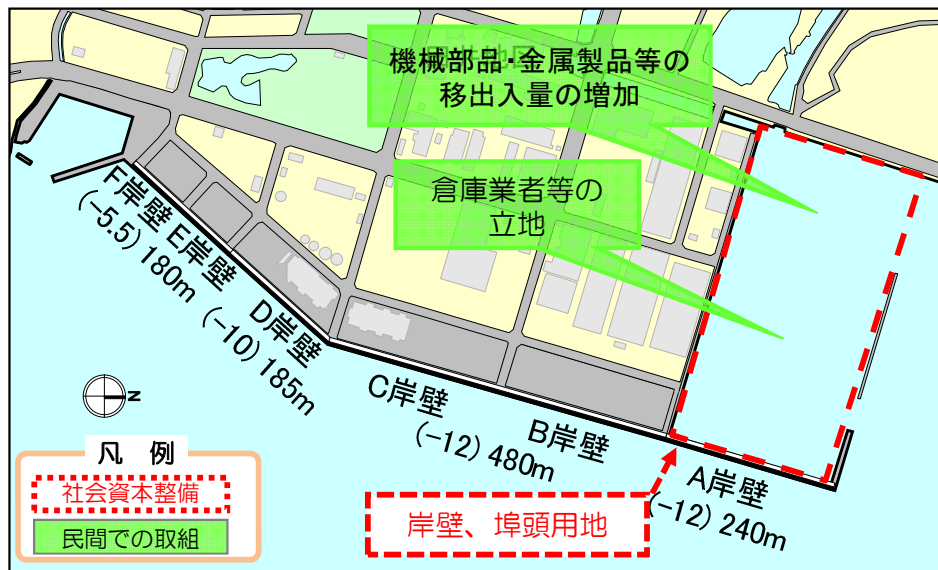 機械部品・金属製品等の
移出入量の増加
倉庫業者等の
立地
F岸壁
(-5.5) 180m
E岸壁
D岸壁
(-10) 185m
C岸壁
B岸壁
(-12) 480m
A岸壁
(-12) 240m
岸壁、埠頭用地
N
凡 例
社会資本整備
民間での取組